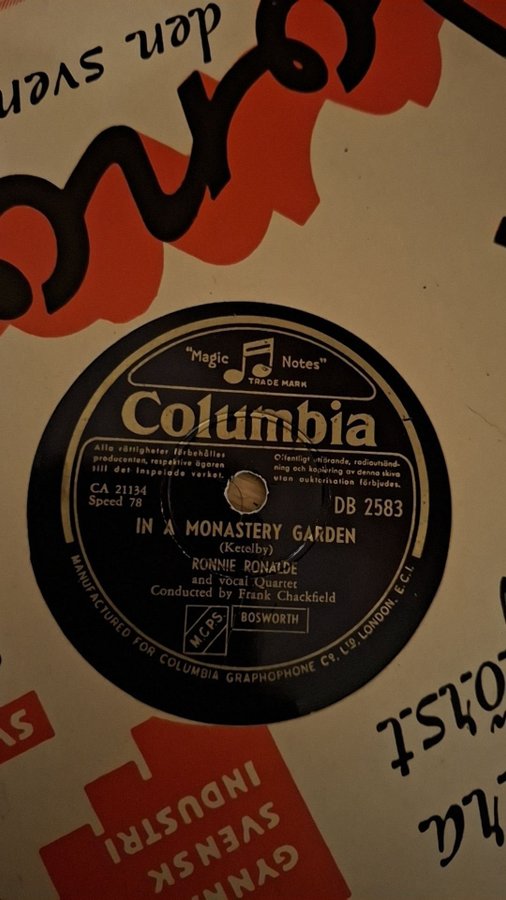 den sven
"Magic Notes"
TRADE MARK
Columbia
Alla rättigheter förbehålles
producenten, respektive ägaren
till det inspelade verket.
Offentligt utförande, radioutsänd-
ning och kopiering av denna skiva
utan auktorisation förbjudes.
CA 21134
Speed 78
DB 2583
IN A MONASTERY GARDEN
(Ketelby)
RONNIE RONALDE
and vocal Quartet
Conducted by Frank Chackfield
M.C.P.S.
BOSWORTH
MANUFACTURED FOR COLUMBIA GRAPHOPHONE CO. LTD. LONDON. E.C.1.
först
SV
GYNNA
SVENSK
INDUSTRI